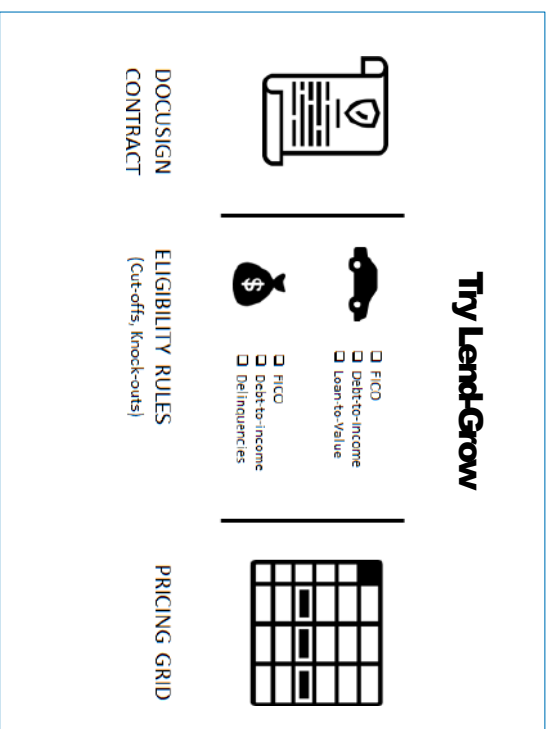 Try Lend-Grow
DOCUSIGN
CONTRACT
❑ FICO
❑ Debt-to-Income
❑ Loan-to-Value
$
❑ FICO
❑ Debt-to-income
❑ Delinquencies
ELIGIBILITY RULES
(Cut-offs, Knock-outs)
PRICING GRID